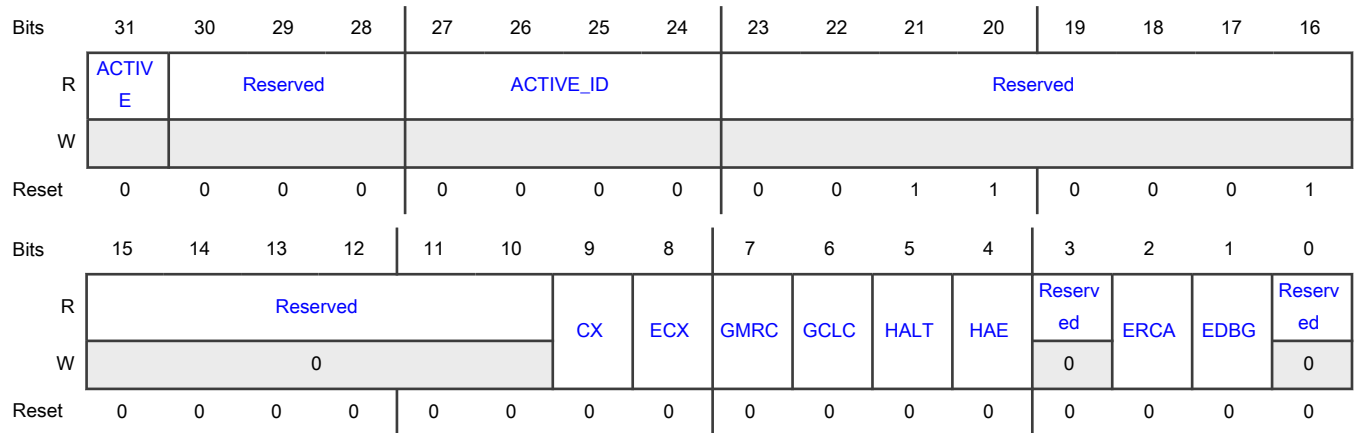 Bits 31 30 29 28 27 26 25 24 23 22 21 20 19 18 17 16
R ACTIV Reserved ACTIVE_ID Reserved
E
W
Reset 0 0 0 0 0 0 0 0 0 0 1 1 0 0 0 1
Bits 15 14 13 12 11 10 9 8 7 6 5 4 3 2 1 0
R Reserved CX ECX GMRC GCLC HALT HAE Reserv ERCA EDBG Reserv
ed ed
W 0 0 0
Reset 0 0 0 0 0 0 0 0 0 0 0 0 0 0 0 0